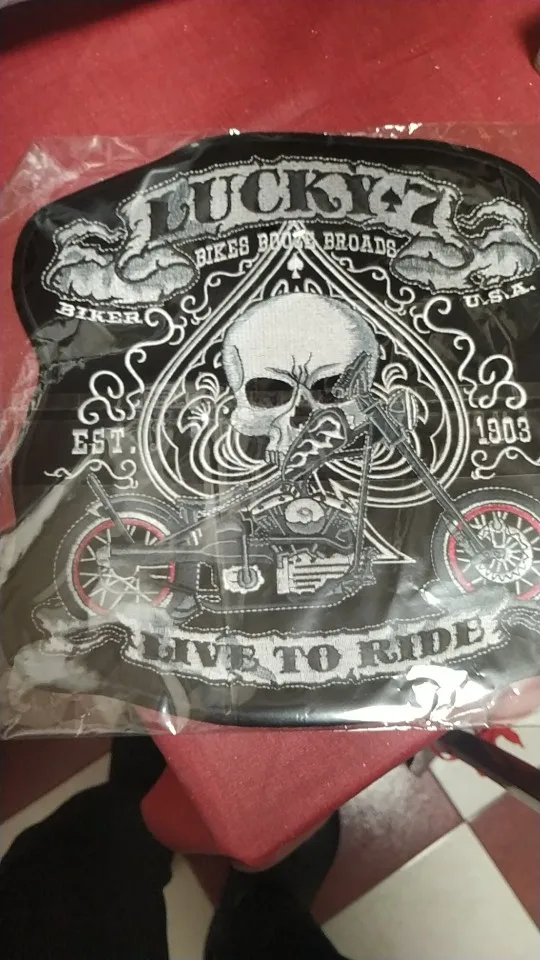 LUCKY 7
BIKES BOOZE BROADS
BIKER U.S.A.
EST. 1903
LIVE TO RIDE